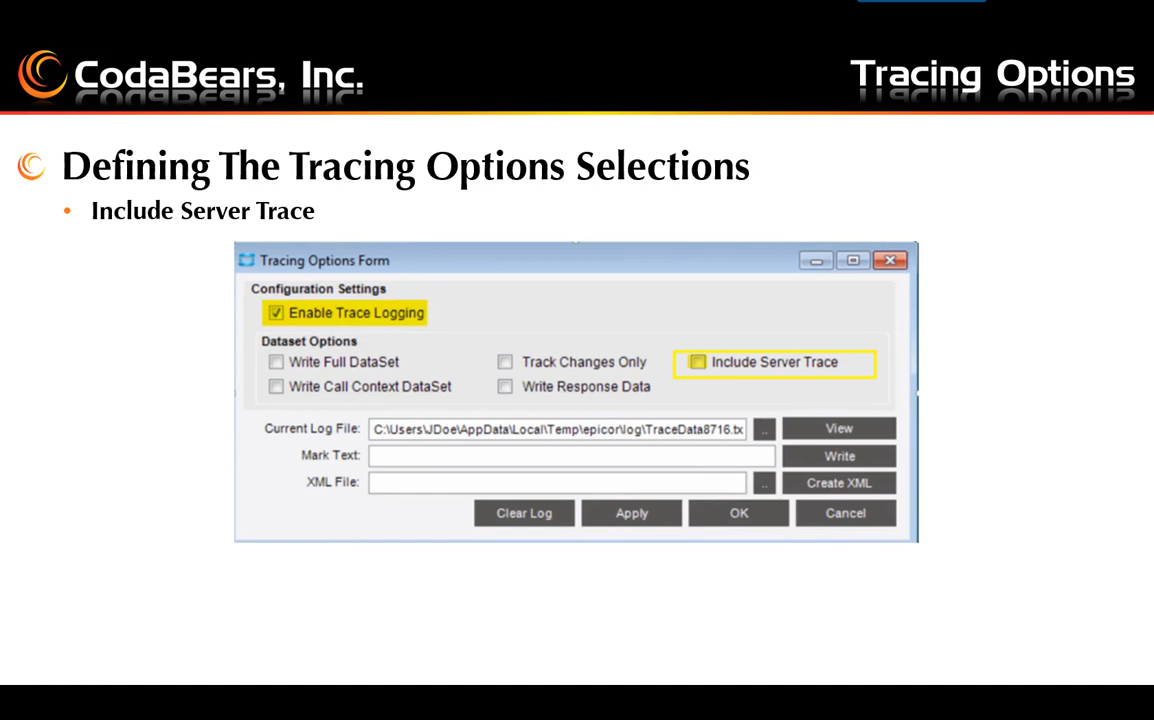 CodaBears, Inc.
Tracing Options
Defining The Tracing Options Selections
• Include Server Trace
Tracing Options Form
Configuration Settings
Enable Trace Logging
Dataset Options
Write Full DataSet
Track Changes Only
Include Server Trace
Write Call Context DataSet
Write Response Data
Current Log File: C:\Users\JDoe\AppData\Local\Temp\epicor\log\TraceData8716.tx .. View
Mark Text: Write
XML File: .. Create XML
Clear Log Apply OK Cancel